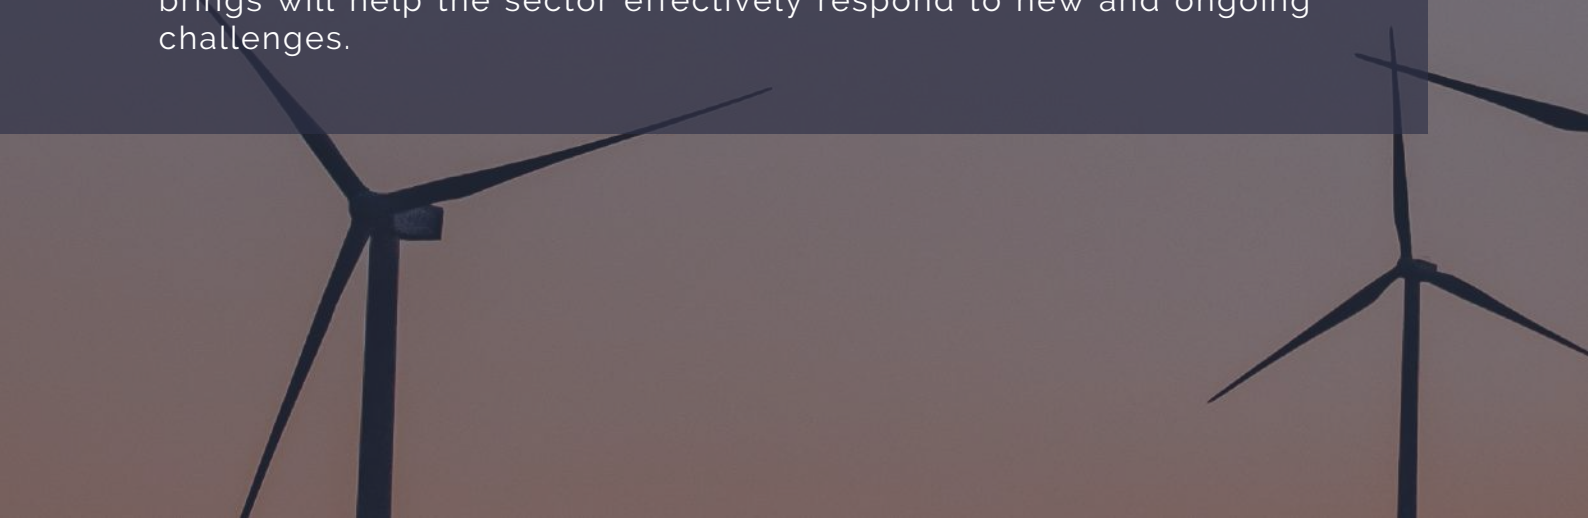 brings will help the sector effectively respond to new and ongoing
challenges.